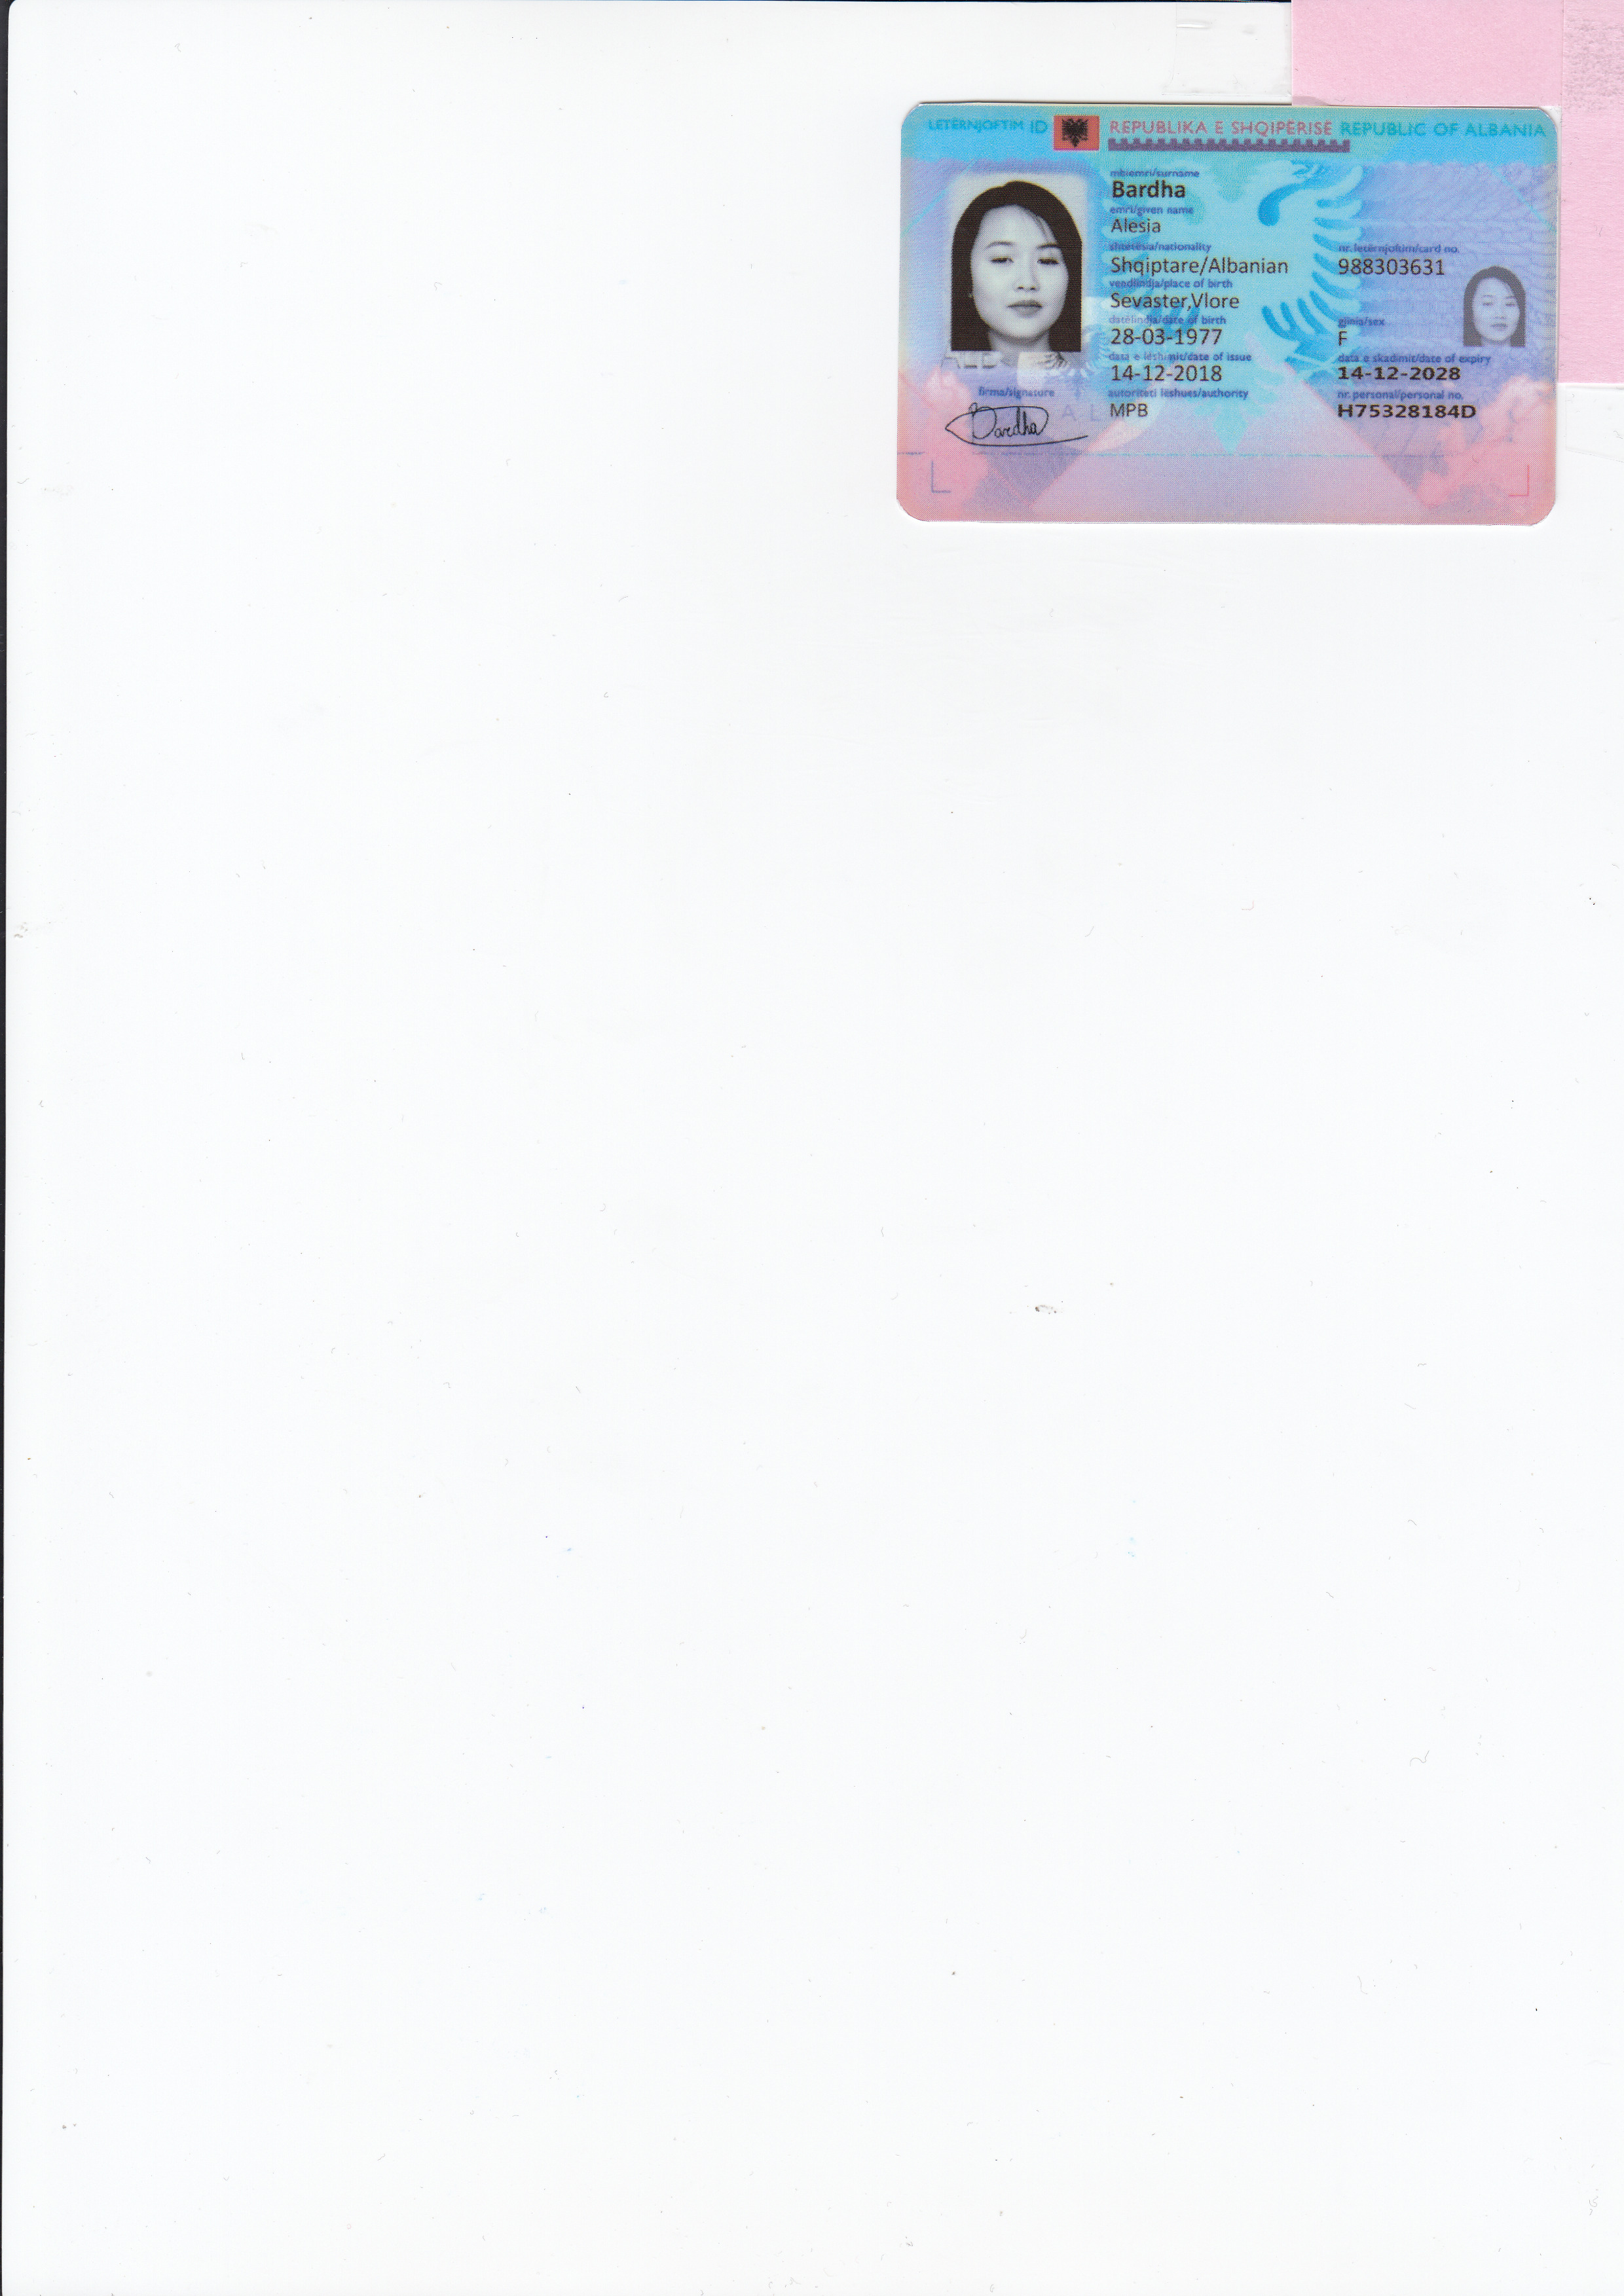 LETËRNJOFTIM ID REPUBLIKA E SHQIPËRISË REPUBLIC OF ALBANIA
mbiemri/surname
Bardha
emri/given name
Alesia
shtetësia/nationality nr. letërnjoftim/card no.
Shqiptare/Albanian 988303631
vendlindja/place of birth
Sevaster,Vlore
datëlindja/date of birth gjinia/sex
28-03-1977 F
data e lëshimit/date of issue data e skadimit/date of expiry
14-12-2018 14-12-2028
firma/signature autoriteti lëshues/authority nr. personal/personal no.
Bardha MPB H75328184D